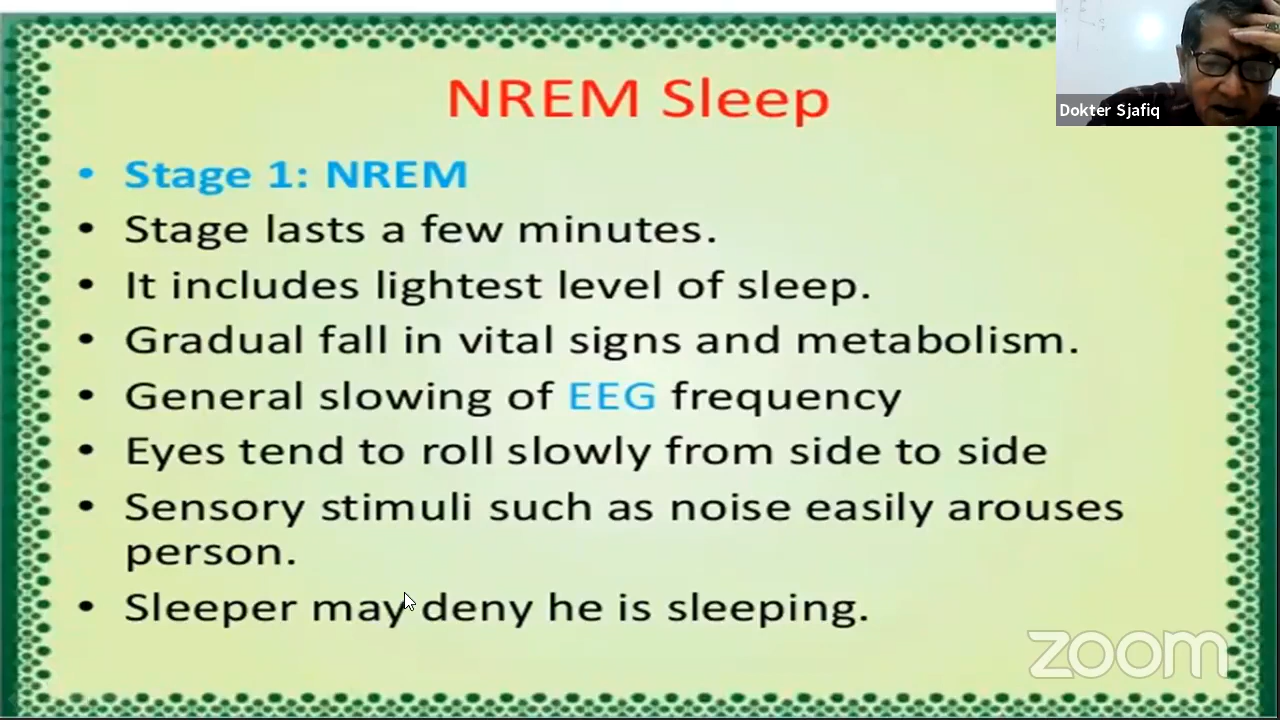 NREM Sleep
Dokter Sjafiq
• Stage 1: NREM
• Stage lasts a few minutes.
• It includes lightest level of sleep.
• Gradual fall in vital signs and metabolism.
• General slowing of EEG frequency
• Eyes tend to roll slowly from side to side
• Sensory stimuli such as noise easily arouses
person.
• Sleeper may deny he is sleeping.
zoom